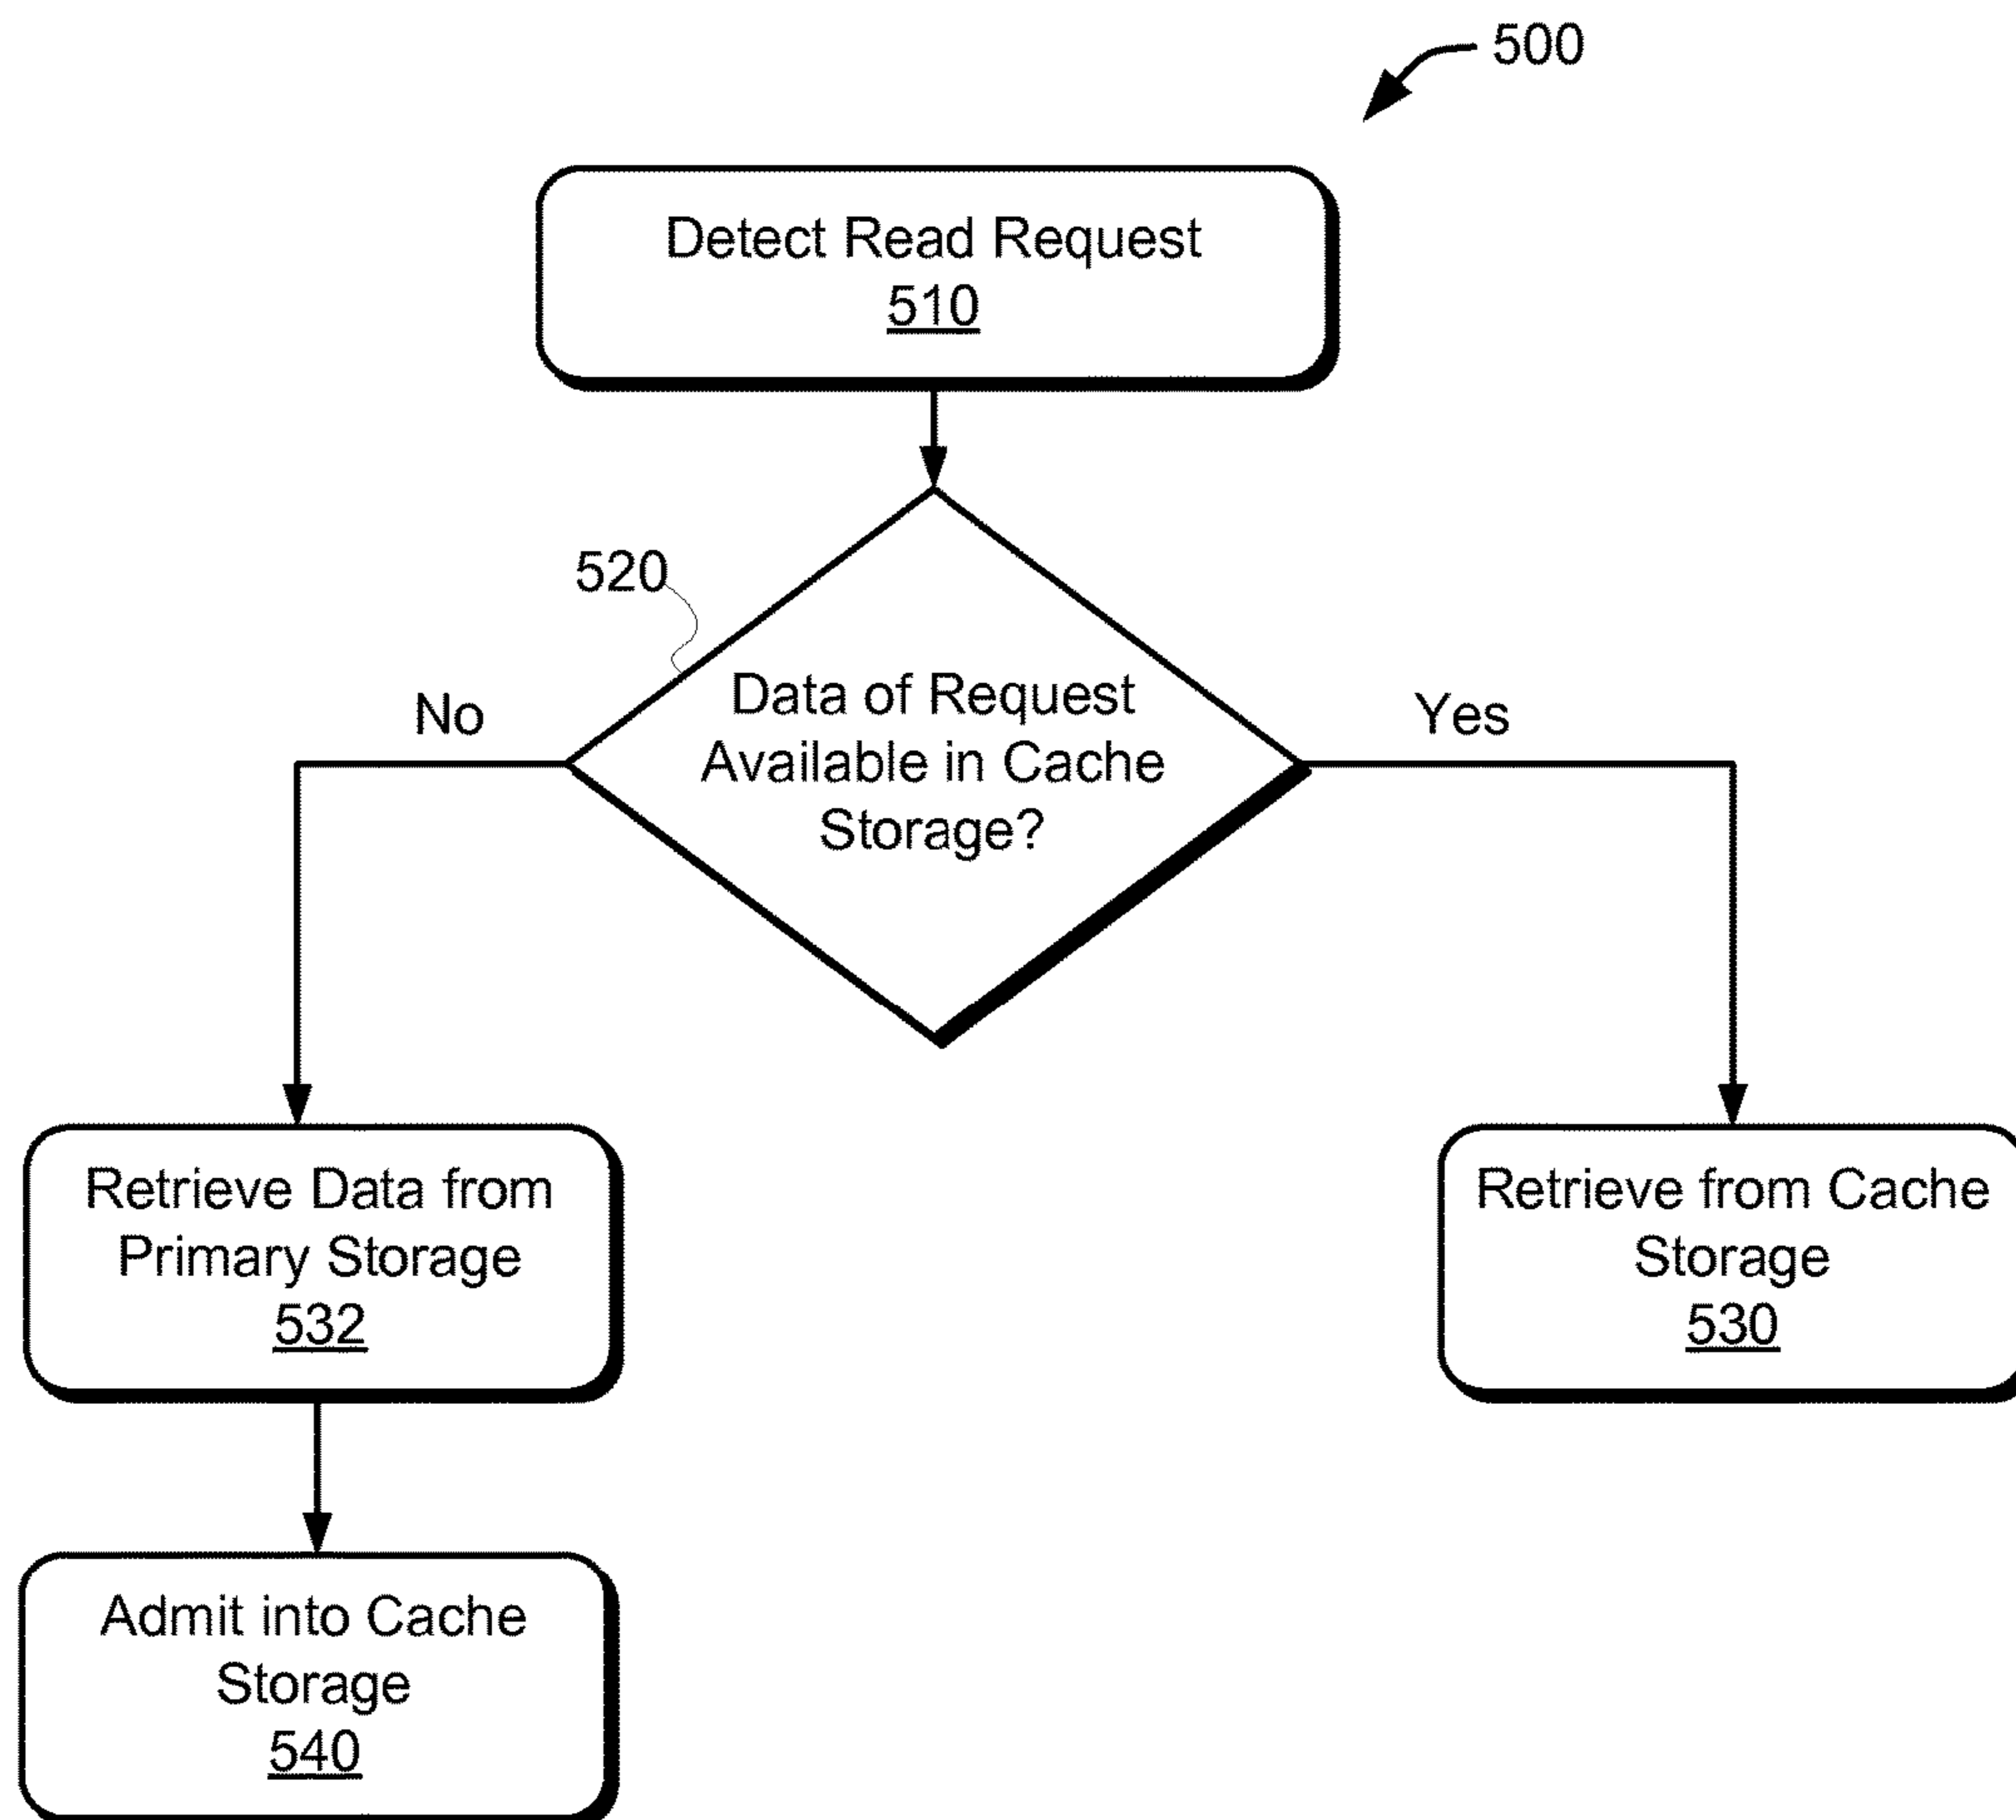 500
Detect Read Request
510
520
Data of Request
Available in Cache
Storage?
No
Yes
Retrieve Data from
Primary Storage
532
Retrieve from Cache
Storage
530
Admit into Cache
Storage
540